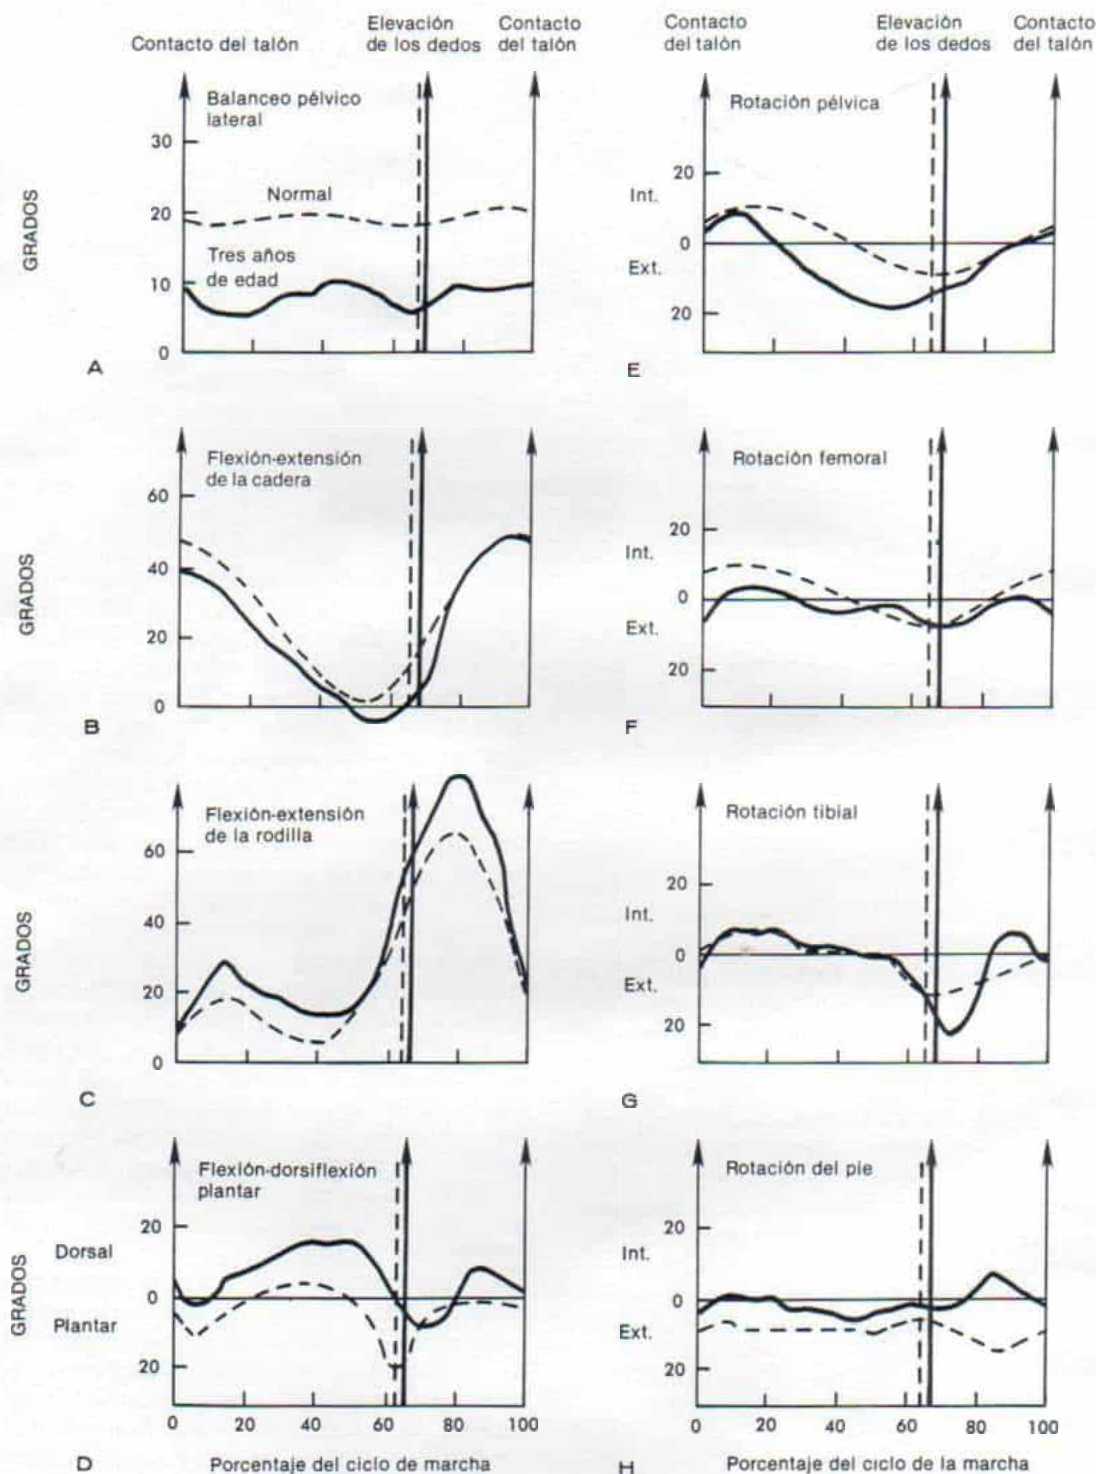 Contacto del talón
Elevación
de los dedos
Contacto
del talón
Balanceo pélvico
lateral
30
Normal
20
Tres años
de edad
10
0
GRADOS
A
Contacto
del talón
Elevación
de los dedos
Contacto
del talón
Rotación pélvica
20
Int.
0
Ext.
20
E
Flexión-extensión
de la cadera
60
40
20
0
GRADOS
B
Rotación femoral
20
Int.
0
Ext.
20
F
Flexión-extensión
de la rodilla
60
40
20
0
GRADOS
C
Rotación tibial
20
Int.
0
Ext.
20
G
Flexión-dorsiflexión
plantar
20
Dorsal
0
Plantar
20
GRADOS
0 20 40 60 80 100
D
Porcentaje del ciclo de marcha
Rotación del pie
20
Int.
0
Ext.
20
0 20 40 60 80 100
H
Porcentaje del ciclo de la marcha